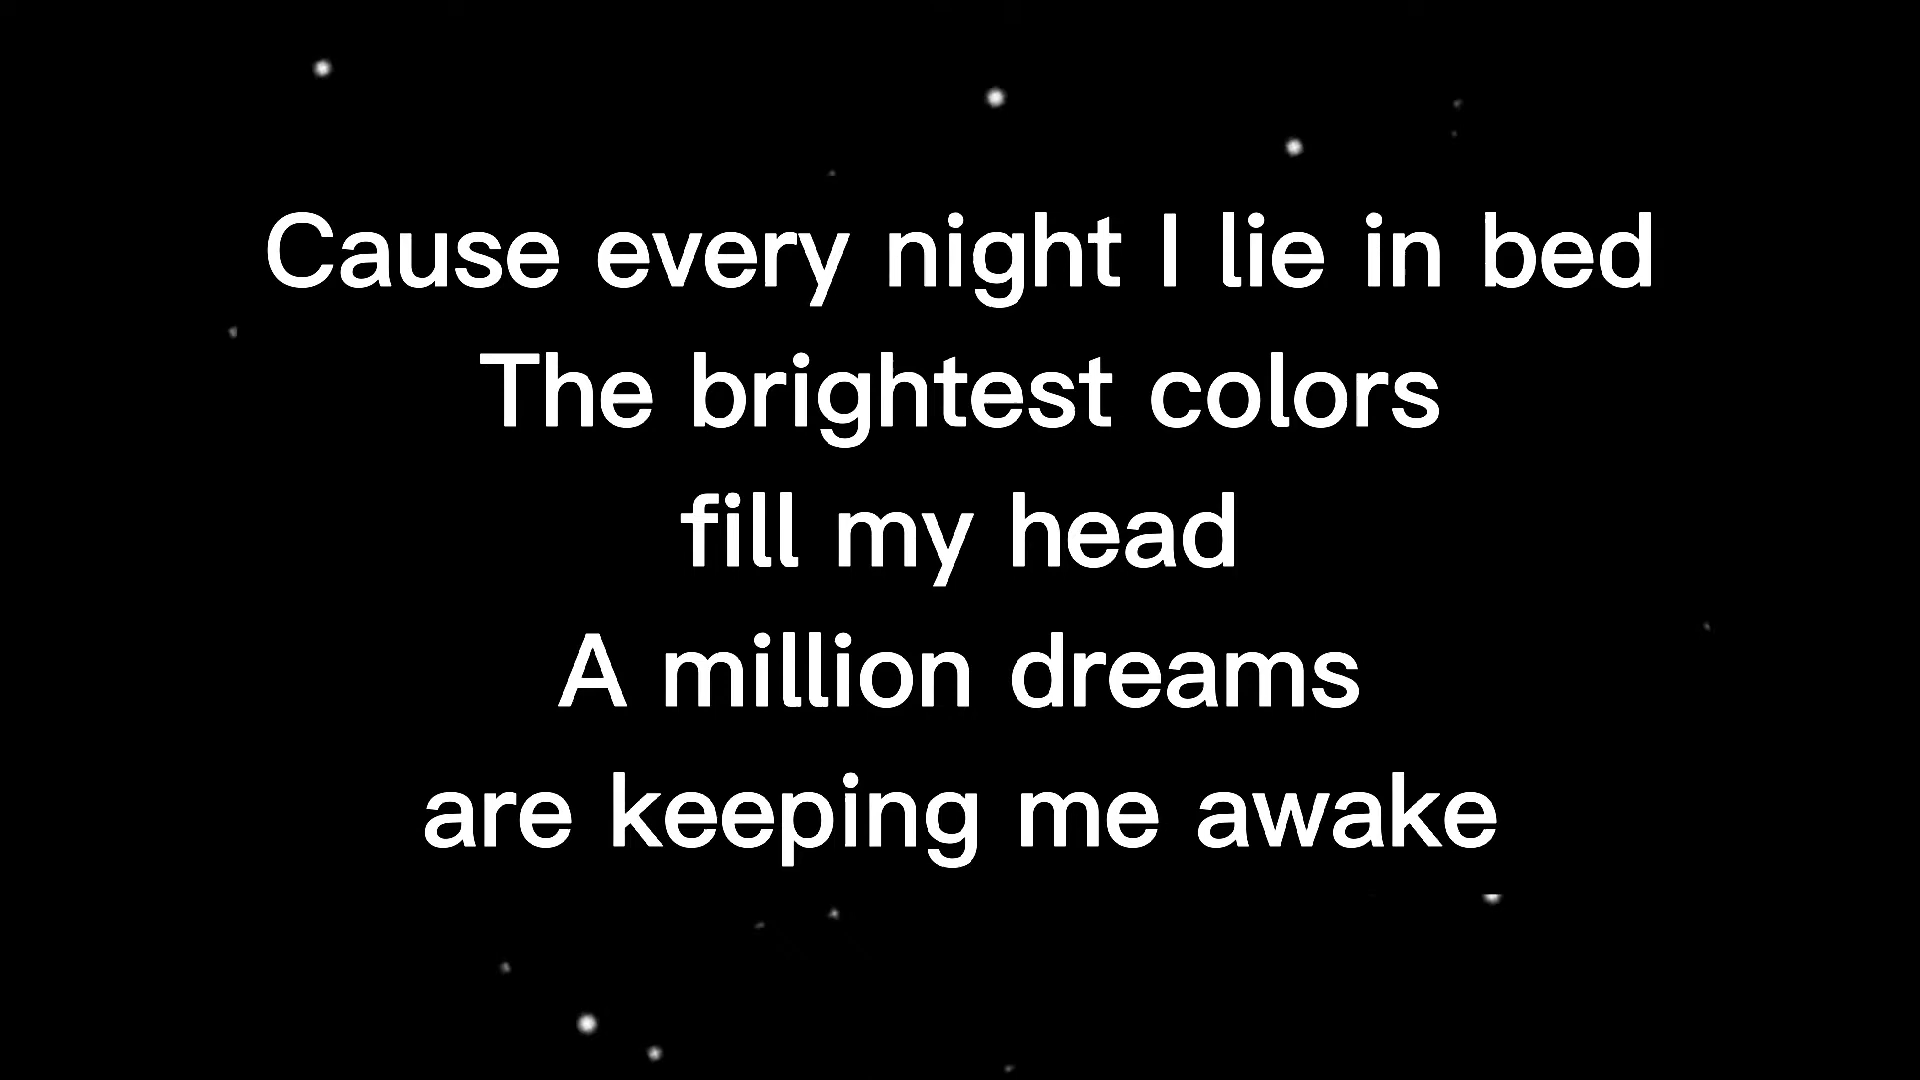 Cause every night I lie in bed
The brightest colors
fill my head
A million dreams
are keeping me awake